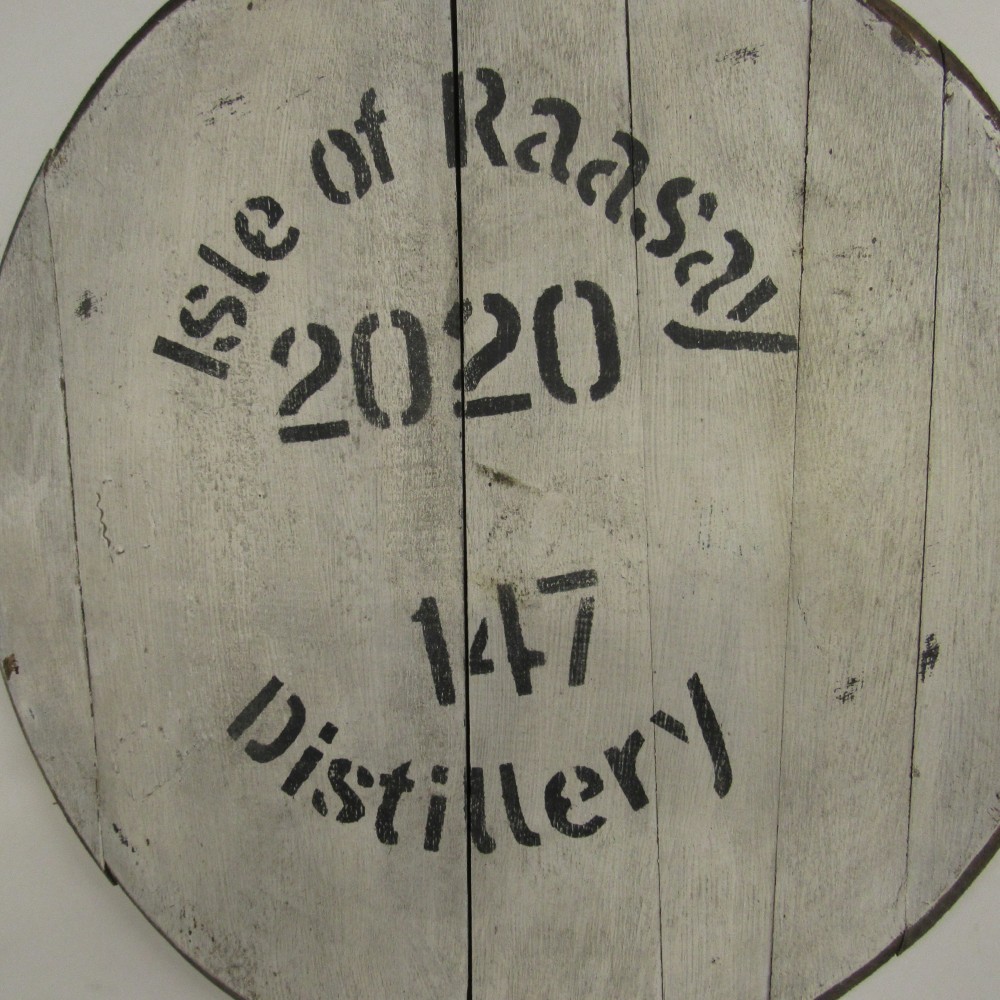 Isle of Raasay
2020
147
Distillery